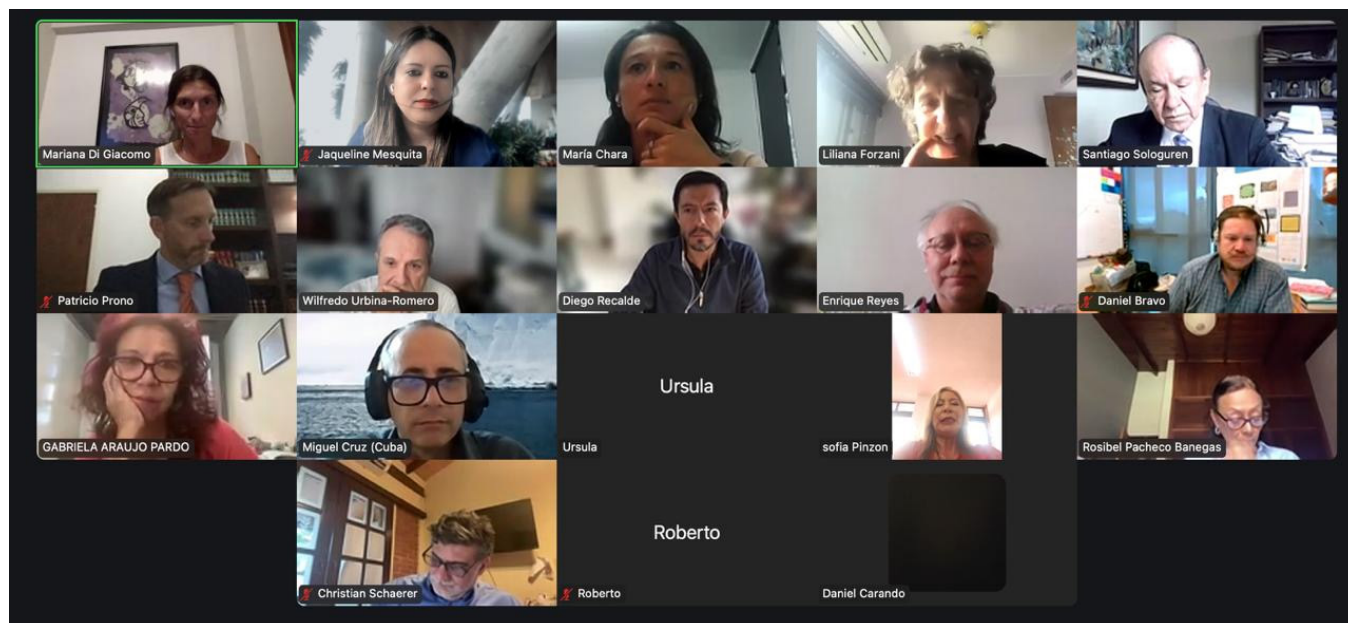 Mariana Di Giacomo
Jaqueline Mesquita
María Chara
Liliana Forzani
Santiago Sologuren
Patricio Prono
Wilfredo Urbina-Romero
Diego Recalde
Enrique Reyes
Daniel Bravo
GABRIELA ARAUJO PARDO
Miguel Cruz (Cuba)
Ursula
Ursula
sofia Pinzon
Rosibel Pacheco Banegas
Christian Schaerer
Roberto
Roberto
Daniel Carando